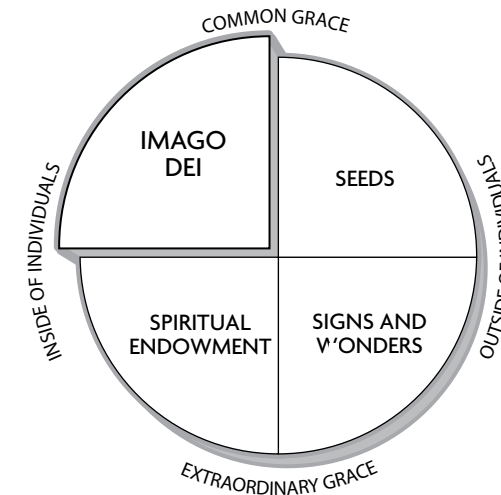 COMMON GRACE
IMAGO
DEI
SEEDS
INSIDE OF INDIVIDUALS
OUTSIDE OF INDIVIDUALS
SPIRITUAL
ENDOWMENT
SIGNS AND
WONDERS
EXTRAORDINARY GRACE